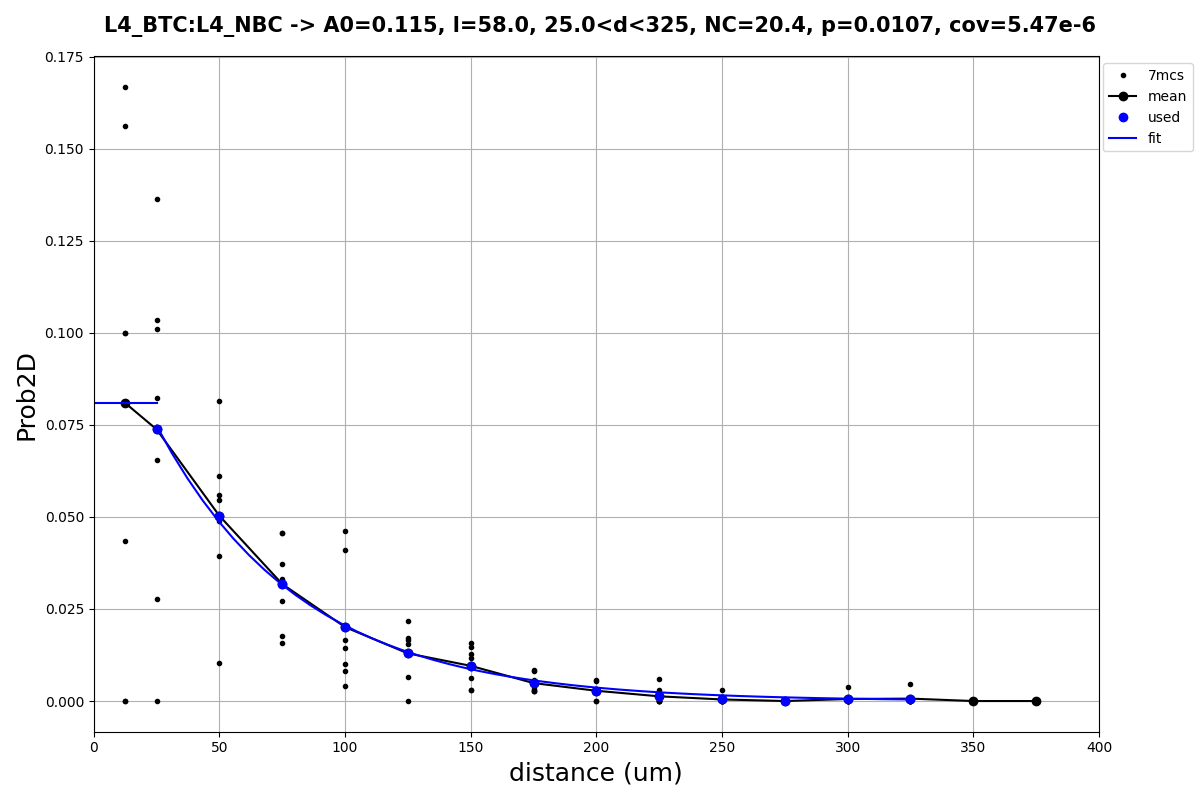 L4_BTC:L4_NBC -> A0=0.115, l=58.0, 25.0<d<325, NC=20.4, p=0.0107, cov=5.47e-6
7mcs
mean
used
fit
Prob2D
0.175
0.150
0.125
0.100
0.075
0.050
0.025
0.000
0 50 100 150 200 250 300 350 400
distance (um)